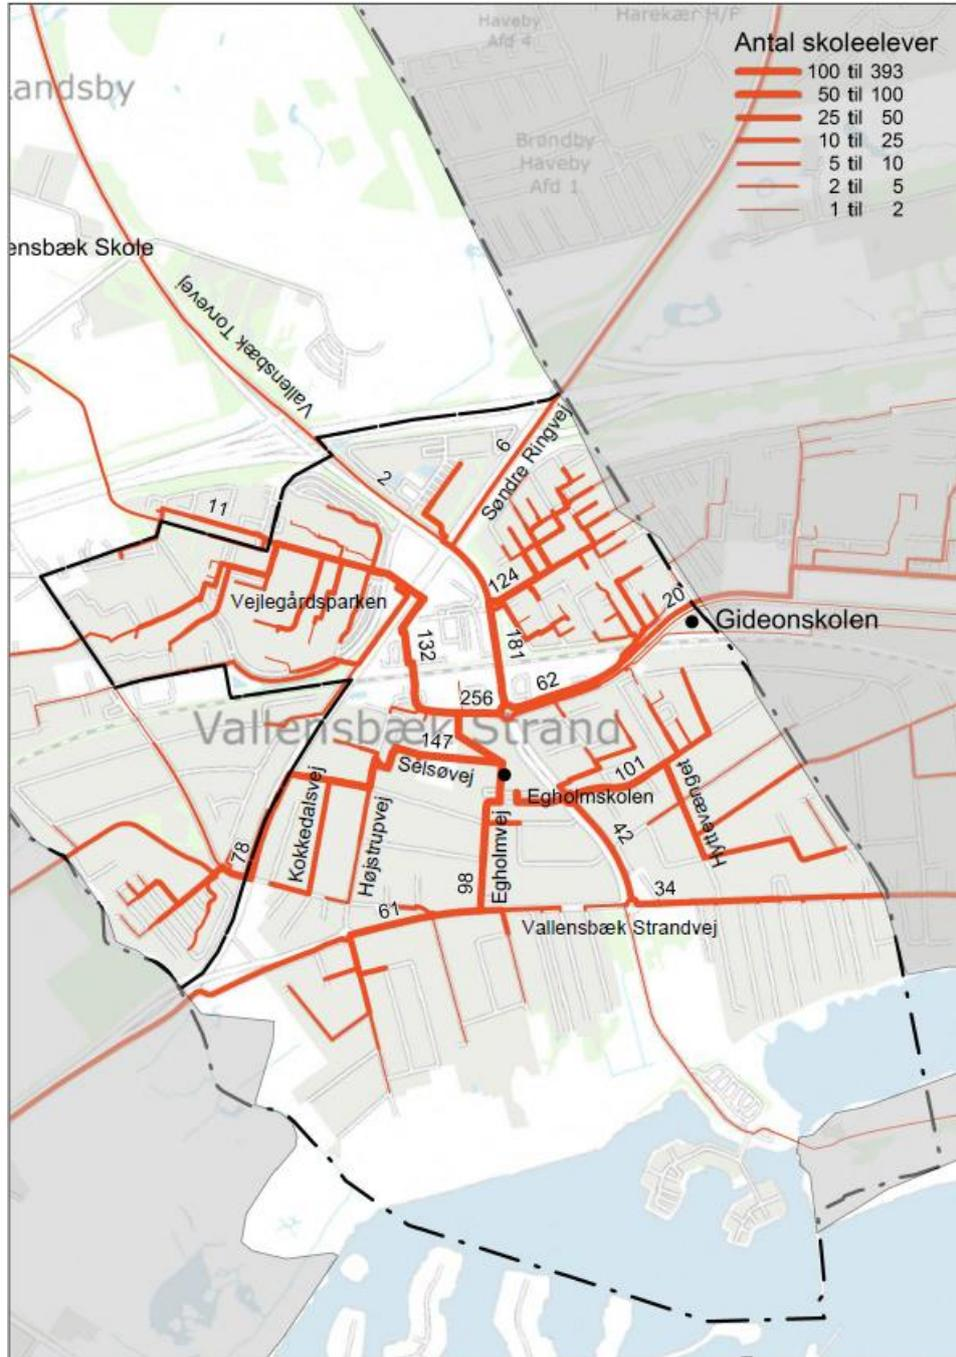 Haveby
Afd 4
Harekær H/F
Antal skoleelever
100 til 393
50 til 100
25 til 50
10 til 25
5 til 10
2 til 5
1 til 2
Landsby
Brøndby
Haveby
Afd 1
ensbæk Skole
Vallensbæk Torvevej
2
6
Søndre Ringvej
11
124
Vejlegårdsparken
20
Gideonskolen
132
181
62
256
Vallensbæk Strand
147
Selsøvej
101
Egholmskolen
Kokkedalsvej
Højstrupvej
Egholmvej
42
Hyttevænget
78
98
34
61
Vallensbæk Strandvej